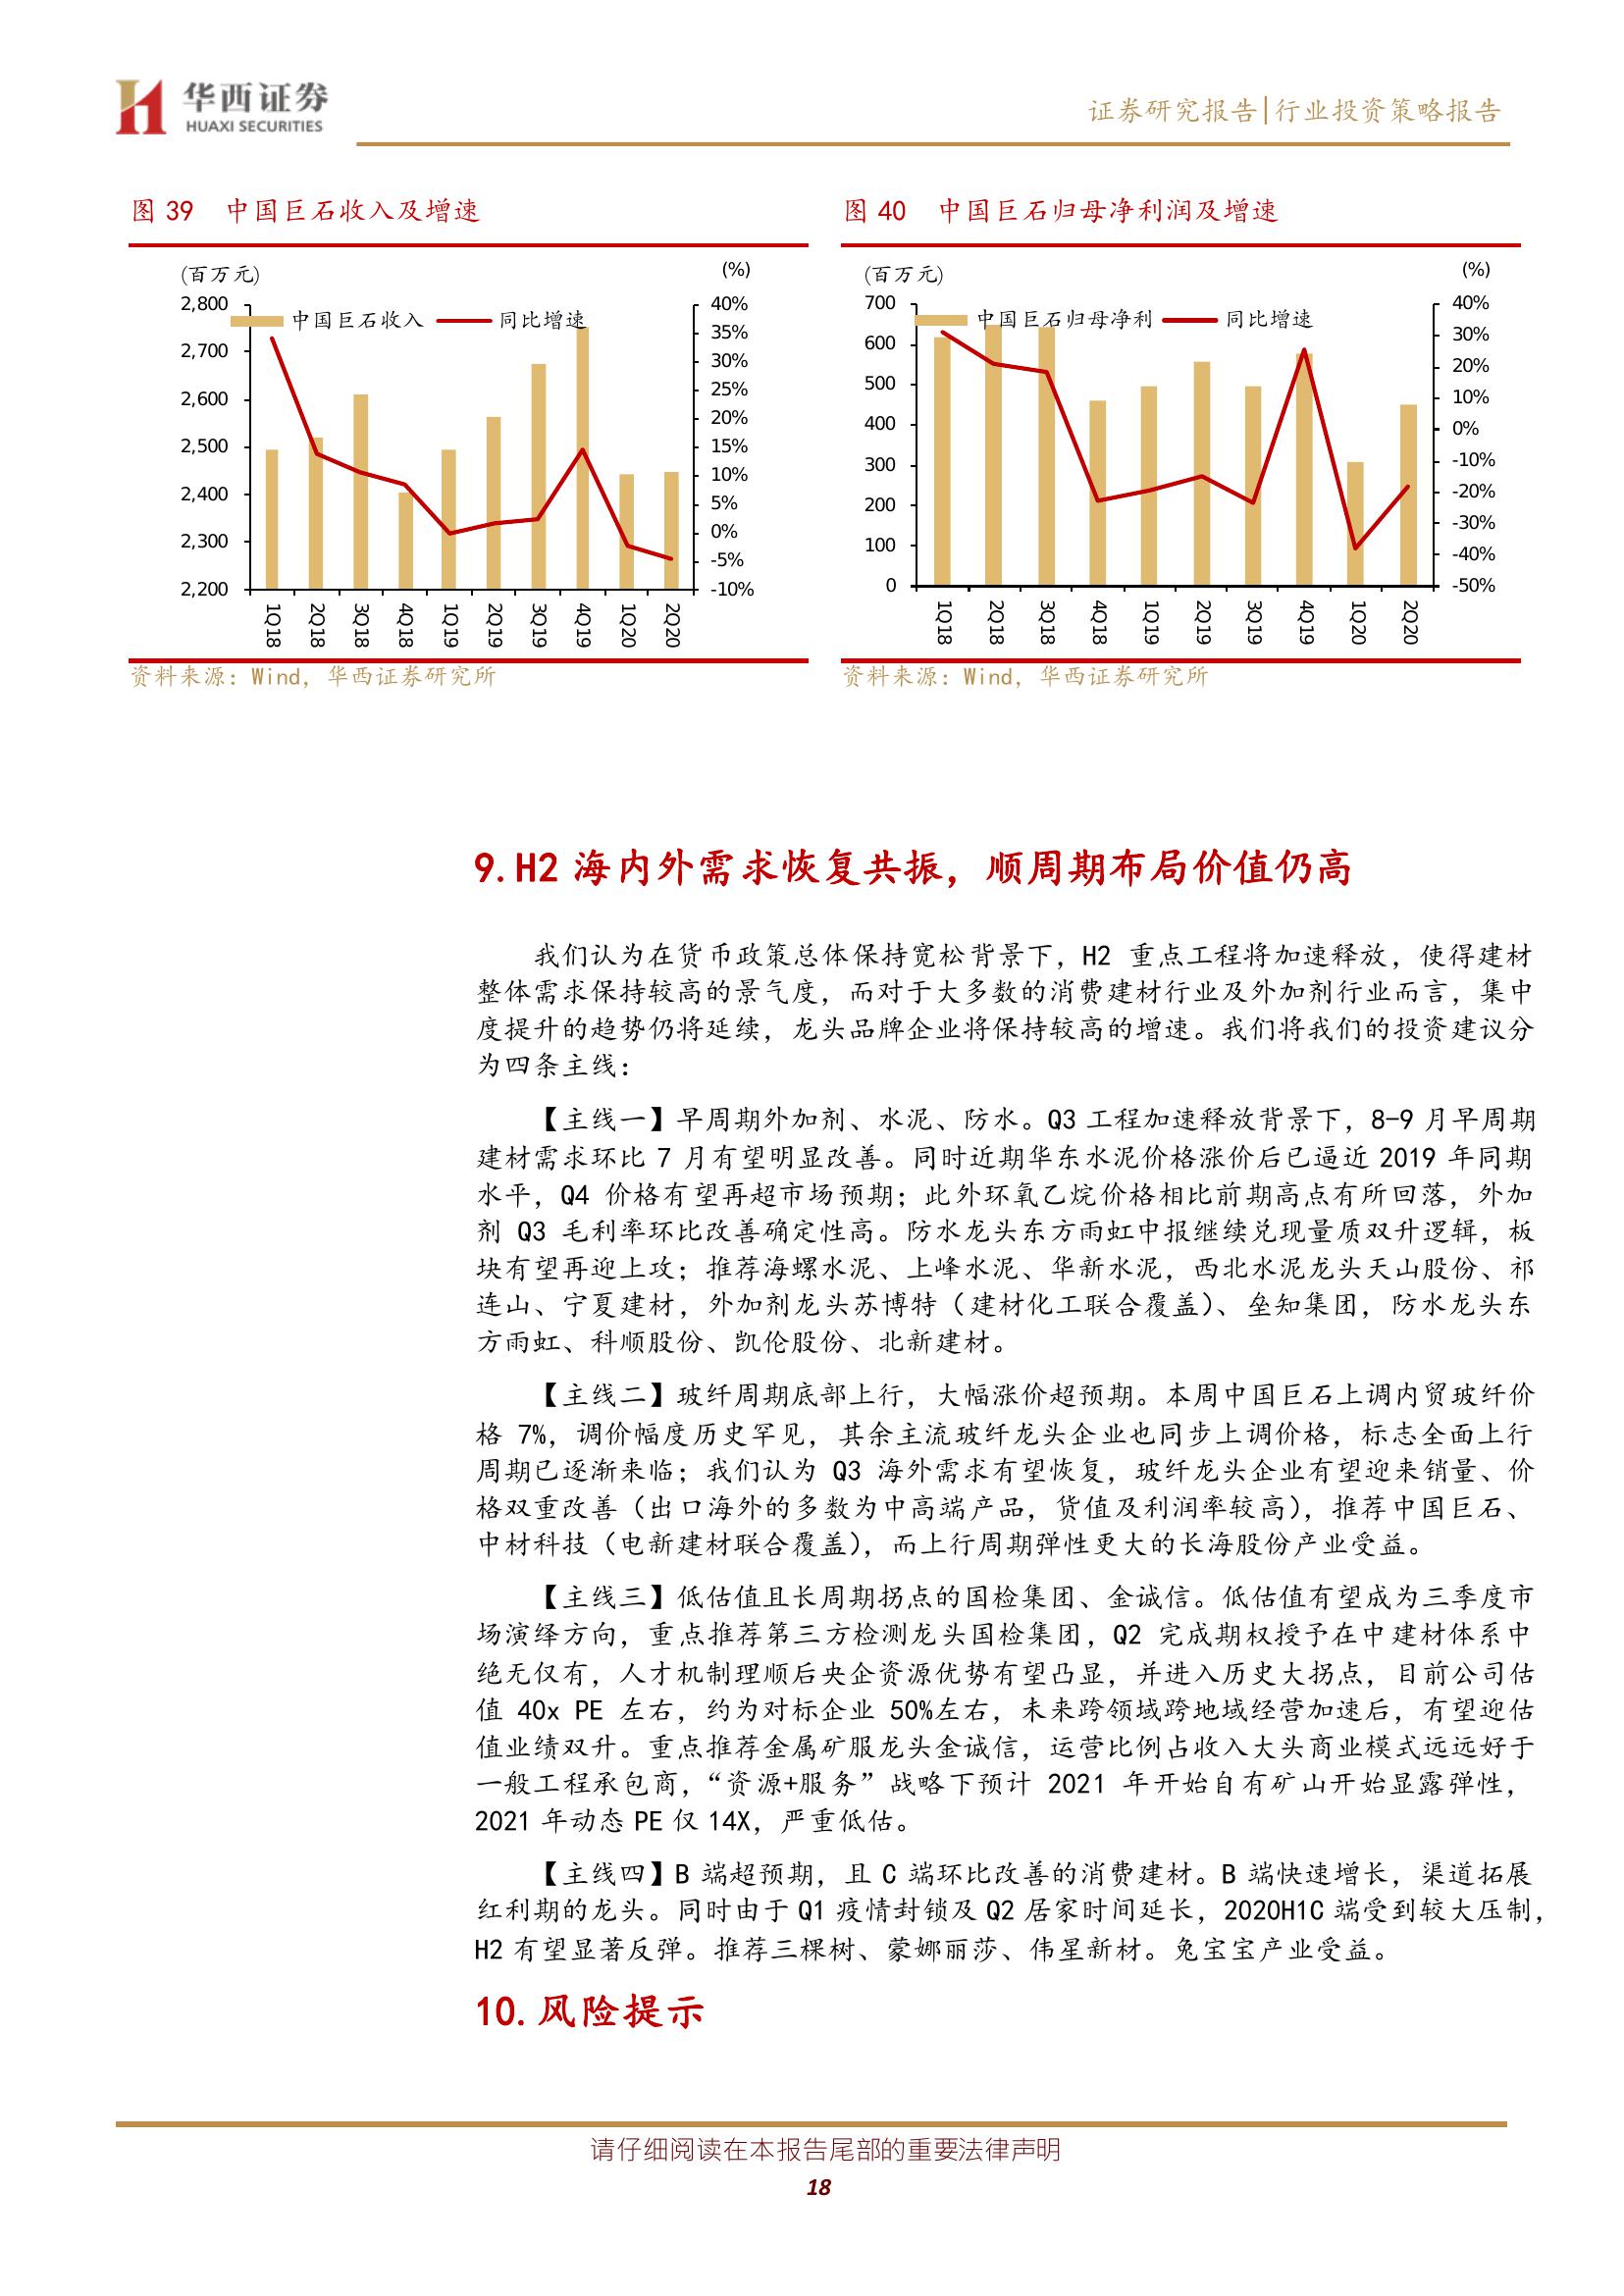 华西证券
HUAXI SECURITIES
证券研究报告|行业投资策略报告
图 39 中国巨石收入及增速
(百万元)
(%)
中国巨石收入
同比增速
2,800
2,700
2,600
2,500
2,400
2,300
2,200
40%
35%
30%
25%
20%
15%
10%
5%
0%
-5%
-10%
1Q18
2Q18
3Q18
4Q18
1Q19
2Q19
3Q19
4Q19
1Q20
2Q20
资料来源：Wind，华西证券研究所
图 40 中国巨石归母净利润及增速
(百万元)
(%)
中国巨石归母净利
同比增速
700
600
500
400
300
200
100
0
40%
30%
20%
10%
0%
-10%
-20%
-30%
-40%
-50%
1Q18
2Q18
3Q18
4Q18
1Q19
2Q19
3Q19
4Q19
1Q20
2Q20
资料来源：Wind，华西证券研究所
9.H2 海内外需求恢复共振，顺周期布局价值仍高
我们认为在货币政策总体保持宽松背景下，H2 重点工程将加速释放，使得建材
整体需求保持较高的景气度，而对于大多数的消费建材行业及外加剂行业而言，集中
度提升的趋势仍将延续，龙头品牌企业将保持较高的增速。我们将我们的投资建议分
为四条主线：
【主线一】早周期外加剂、水泥、防水。Q3 工程加速释放背景下，8-9 月早周期
建材需求环比 7 月有望明显改善。同时近期华东水泥价格涨价后已逼近 2019 年同期
水平，Q4 价格有望再超市场预期；此外环氧乙烷价格相比前期高点有所回落，外加
剂 Q3 毛利率环比改善确定性高。防水龙头东方雨虹中报继续兑现量质双升逻辑，板
块有望再迎上攻；推荐海螺水泥、上峰水泥、华新水泥，西北水泥龙头天山股份、祁
连山、宁夏建材，外加剂龙头苏博特（建材化工联合覆盖）、垒知集团，防水龙头东
方雨虹、科顺股份、凯伦股份、北新建材。
【主线二】玻纤周期底部上行，大幅涨价超预期。本周中国巨石上调内贸玻纤价
格 7%，调价幅度历史罕见，其余主流玻纤龙头企业也同步上调价格，标志全面上行
周期已逐渐来临；我们认为 Q3 海外需求有望恢复，玻纤龙头企业有望迎来销量、价
格双重改善（出口海外的多数为中高端产品，货值及利润率较高），推荐中国巨石、
中材科技（电新建材联合覆盖），而上行周期弹性更大的长海股份产业受益。
【主线三】低估值且长周期拐点的国检集团、金诚信。低估值有望成为三季度市
场演绎方向，重点推荐第三方检测龙头国检集团，Q2 完成期权授予在中建材体系中
绝无仅有，人才机制理顺后央企资源优势有望凸显，并进入历史大拐点，目前公司估
值 40x PE 左右，约为对标企业 50%左右，未来跨领域跨地域经营加速后，有望迎估
值业绩双升。重点推荐金属矿服龙头金诚信，运营比例占收入大头商业模式远远好于
一般工程承包商，“资源+服务”战略下预计 2021 年开始自有矿山开始显露弹性，
2021 年动态 PE 仅 14X，严重低估。
【主线四】B 端超预期，且 C 端环比改善的消费建材。B 端快速增长，渠道拓展
红利期的龙头。同时由于 Q1 疫情封锁及 Q2 居家时间延长，2020H1C 端受到较大压制，
H2 有望显著反弹。推荐三棵树、蒙娜丽莎、伟星新材。兔宝宝产业受益。
10.风险提示
请仔细阅读在本报告尾部的重要法律声明
18